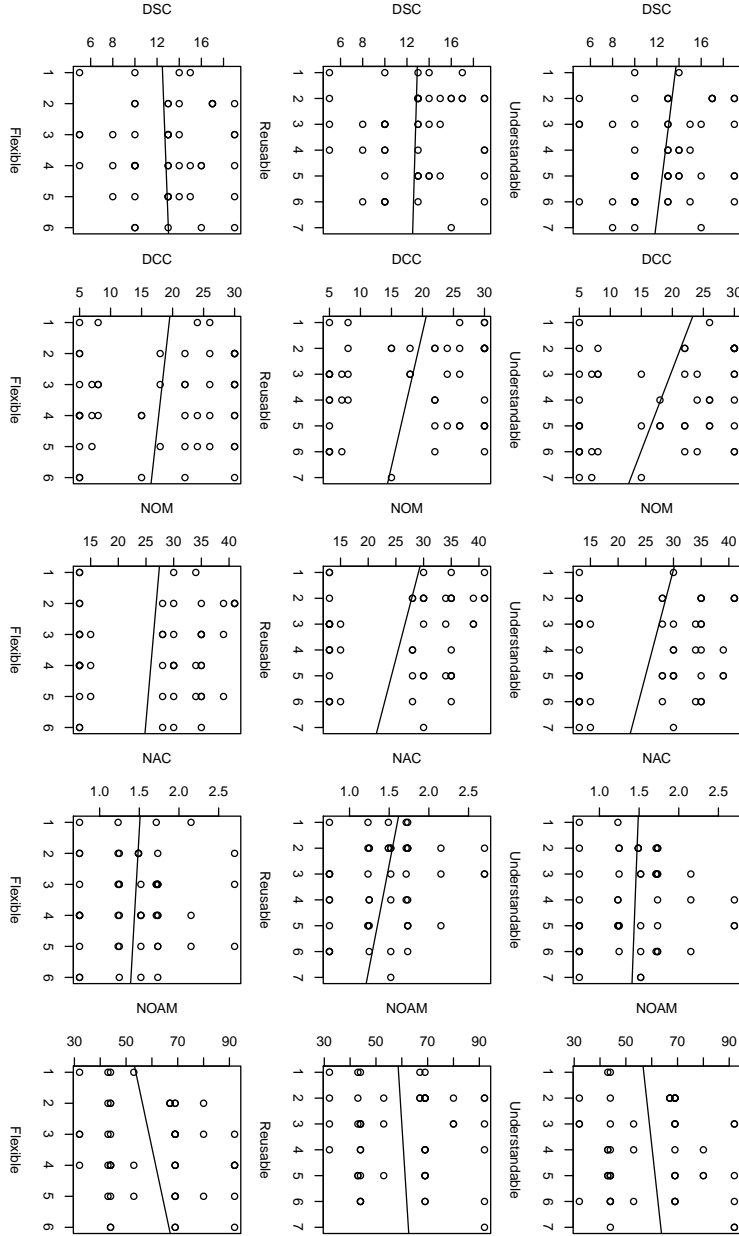 DSC
6 8 12 16
1 2 3 4 5 6
Flexible
DSC
6 8 12 16
1 2 3 4 5 6 7
Reusable
DSC
6 8 12 16
1 2 3 4 5 6 7
Understandable
DCC
5 10 15 20 25 30
1 2 3 4 5 6
Flexible
DCC
5 10 15 20 25 30
1 2 3 4 5 6 7
Reusable
DCC
5 10 15 20 25 30
1 2 3 4 5 6 7
Understandable
NOM
15 20 25 30 35 40
1 2 3 4 5 6
Flexible
NOM
15 20 25 30 35 40
1 2 3 4 5 6 7
Reusable
NOM
15 20 25 30 35 40
1 2 3 4 5 6 7
Understandable
NAC
1.0 1.5 2.0 2.5
1 2 3 4 5 6
Flexible
NAC
1.0 1.5 2.0 2.5
1 2 3 4 5 6 7
Reusable
NAC
1.0 1.5 2.0 2.5
1 2 3 4 5 6 7
Understandable
NOAM
30 50 70 90
1 2 3 4 5 6
Flexible
NOAM
30 50 70 90
1 2 3 4 5 6 7
Reusable
NOAM
30 50 70 90
1 2 3 4 5 6 7
Understandable